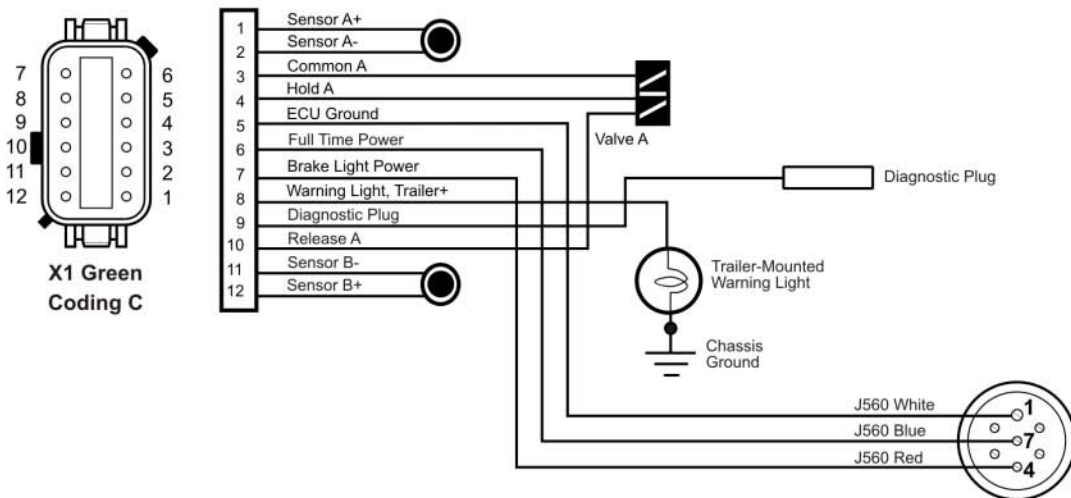 7
8
9
10
11
12
6
5
4
3
2
1
X1 Green
Coding C
1 Sensor A+
2 Sensor A-
3 Common A
4 Hold A
5 ECU Ground
6 Full Time Power
7 Brake Light Power
8 Warning Light, Trailer+
9 Diagnostic Plug
10 Release A
11 Sensor B-
12 Sensor B+
Valve A
Diagnostic Plug
Trailer-Mounted
Warning Light
Chassis
Ground
J560 White
J560 Blue
J560 Red
1
7
4